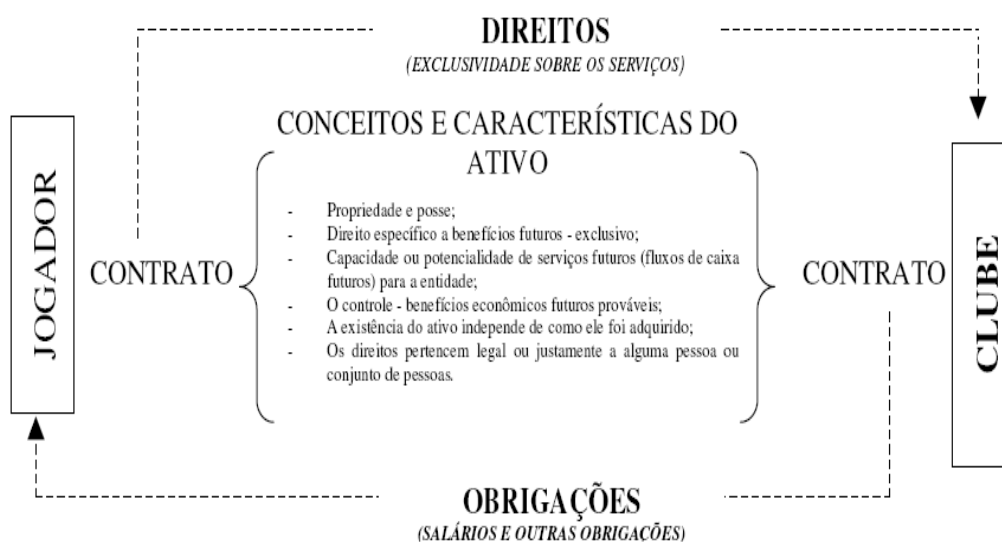 DIREITOS
(EXCLUSIVIDADE SOBRE OS SERVIÇOS)
CONCEITOS E CARACTERÍSTICAS DO
ATIVO
JOGADOR
CONTRATO
- Propriedade e posse;
- Direito específico a benefícios futuros - exclusivo;
- Capacidade ou potencialidade de serviços futuros (fluxos de caixa
futuros) para a entidade;
- O controle - benefícios econômicos futuros prováveis;
- A existência do ativo independe de como ele foi adquirido;
- Os direitos pertencem legal ou justamente a alguma pessoa ou
conjunto de pessoas.
CONTRATO
CLUBE
OBRIGAÇÕES
(SALÁRIOS E OUTRAS OBRIGAÇÕES)